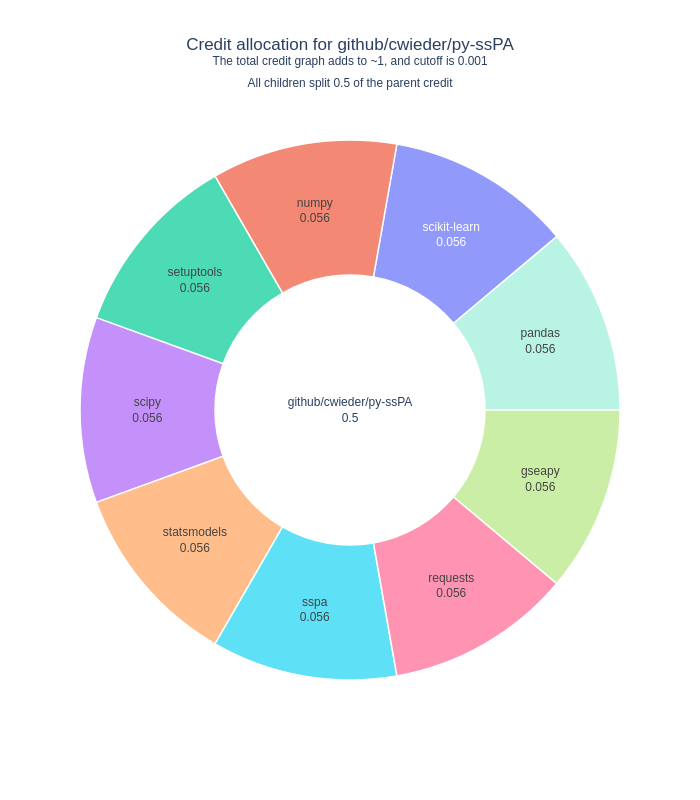 Credit allocation for github/cwieder/py-ssPA
The total credit graph adds to ~1, and cutoff is 0.001
All children split 0.5 of the parent credit
numpy
0.056
scikit-learn
0.056
setuptools
0.056
pandas
0.056
scipy
0.056
github/cwieder/py-ssPA
0.5
gseapy
0.056
statsmodels
0.056
requests
0.056
sspa
0.056